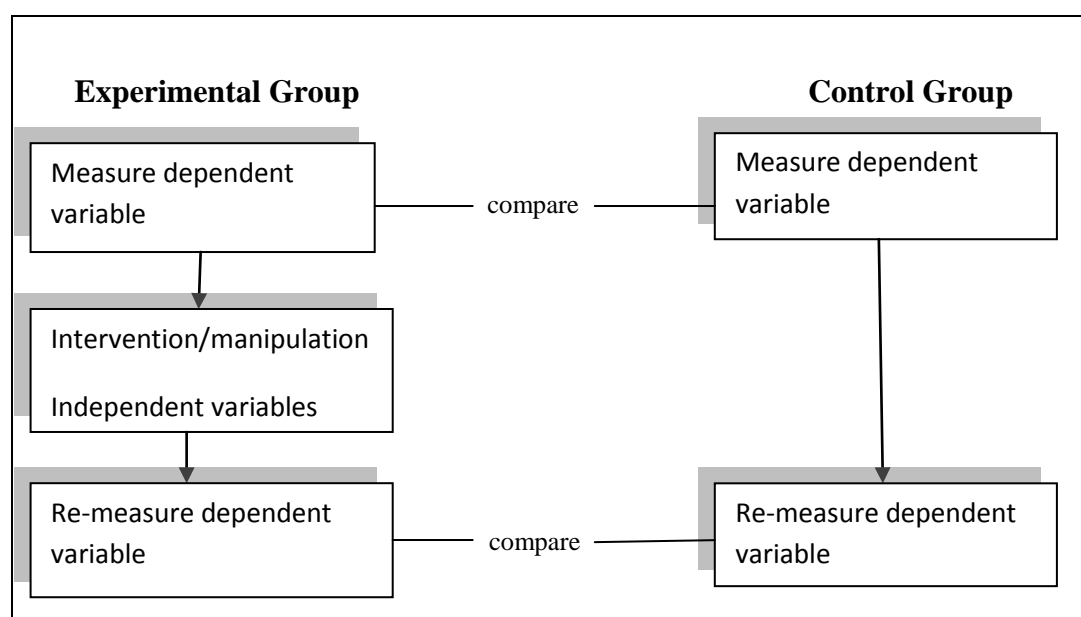 Experimental Group
Control Group
Measure dependent
variable
compare
Measure dependent
variable
Intervention/manipulation
Independent variables
Re-measure dependent
variable
compare
Re-measure dependent
variable